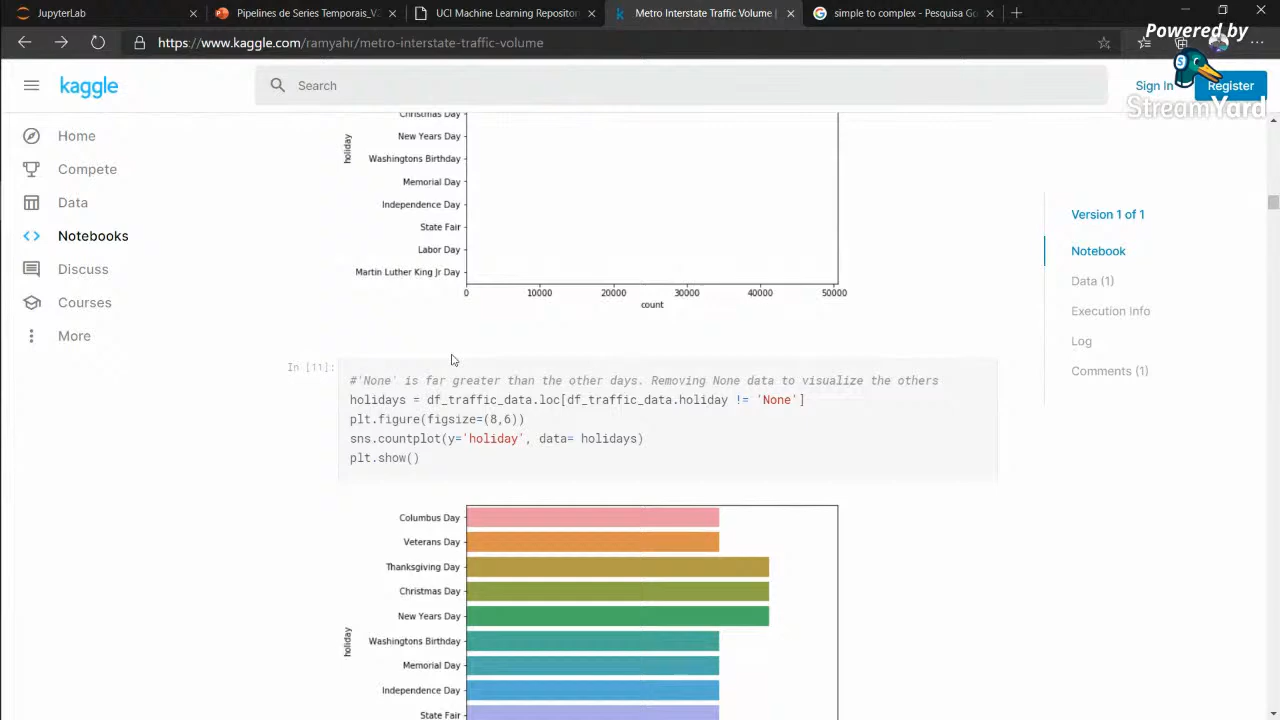 JupyterLab
Pipelines de Series Temporais_V2
UCI Machine Learning Repositor
Metro Interstate Traffic Volume |
simple to complex - Pesquisa Go
https://www.kaggle.com/ramyahr/metro-interstate-traffic-volume
Powered by
StreamYard
kaggle
Search
Sign In
Register
Home
Compete
Data
Notebooks
Discuss
Courses
More
Christmas Day
New Years Day
Washingtons Birthday
Memorial Day
Independence Day
State Fair
Labor Day
Martin Luther King Jr Day
holiday
0 10000 20000 30000 40000 50000
count
Version 1 of 1
Notebook
Data (1)
Execution Info
Log
Comments (1)
In [11]:
#'None' is far greater than the other days. Removing None data to visualize the others
holidays = df_traffic_data.loc[df_traffic_data.holiday != 'None']
plt.figure(figsize=(8,6))
sns.countplot(y='holiday', data= holidays)
plt.show()
Columbus Day
Veterans Day
Thanksgiving Day
Christmas Day
New Years Day
Washingtons Birthday
Memorial Day
Independence Day
State Fair
holiday